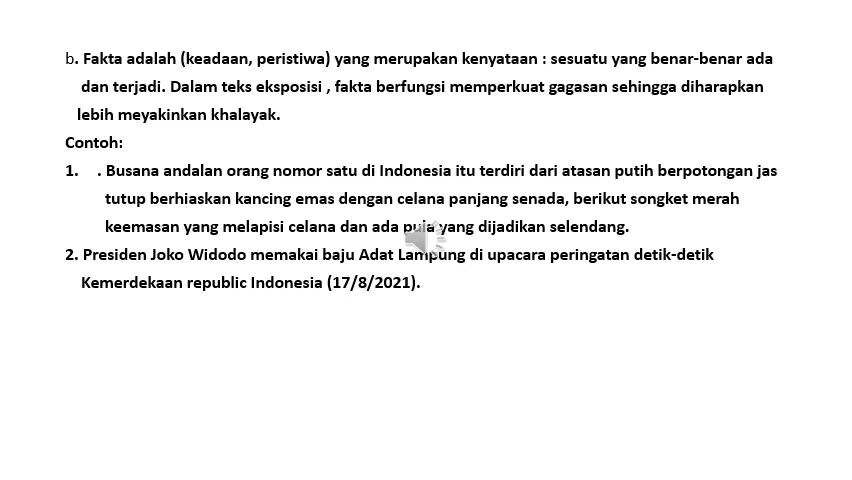 b. Fakta adalah (keadaan, peristiwa) yang merupakan kenyataan : sesuatu yang benar-benar ada
dan terjadi. Dalam teks eksposisi , fakta berfungsi memperkuat gagasan sehingga diharapkan
lebih meyakinkan khalayak.
Contoh:
1. . Busana andalan orang nomor satu di Indonesia itu terdiri dari atasan putih berpotongan jas
tutup berhiaskan kancing emas dengan celana panjang senada, berikut songket merah
keemasan yang melapisi celana dan ada pula yang dijadikan selendang.
2. Presiden Joko Widodo memakai baju Adat Lampung di upacara peringatan detik-detik
Kemerdekaan republic Indonesia (17/8/2021).